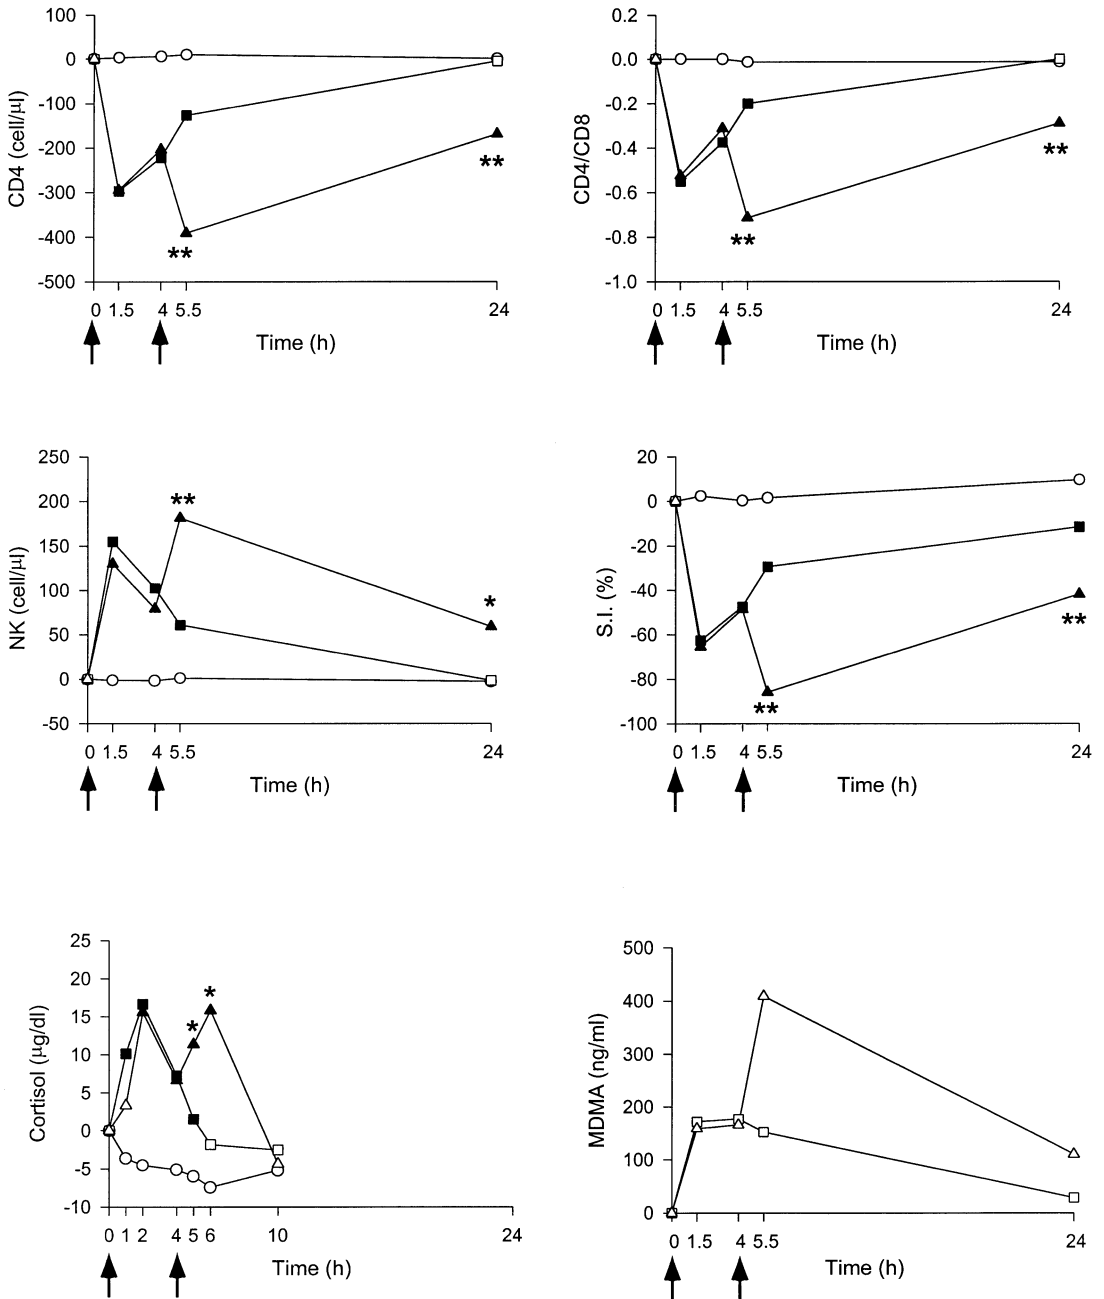 100
0
-100
-200
-300
-400
-500
CD4 (cell/µl)
**
**
0 1.5 4 5.5 24
Time (h)
0.2
0.0
-0.2
-0.4
-0.6
-0.8
-1.0
CD4/CD8
**
**
0 1.5 4 5.5 24
Time (h)
250
200
150
100
50
0
-50
NK (cell/µl)
**
*
0 1.5 4 5.5 24
Time (h)
20
0
-20
-40
-60
-80
-100
S.I. (%)
**
**
0 1.5 4 5.5 24
Time (h)
25
20
15
10
5
0
-5
-10
Cortisol (µg/dl)
*
*
0 1 2 4 5 6 10 24
Time (h)
500
400
300
200
100
0
MDMA (ng/ml)
0 1.5 4 5.5 24
Time (h)